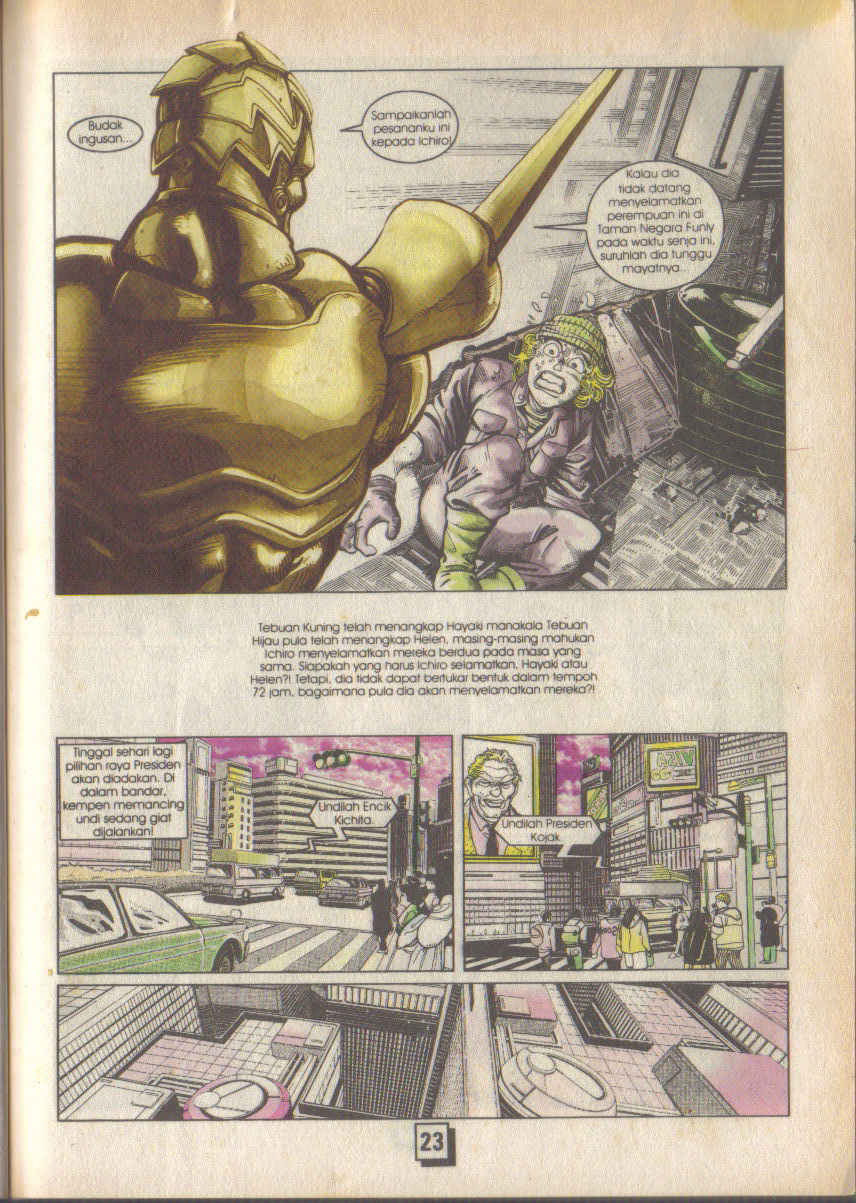 Budak
ingusan...
Sampaikanlah
pesananku ini
kepada Ichiro!
Kalau dia
tidak datang
menyelamatkan
perempuan ini di
Taman Negara Funly
pada waktu senja ini,
suruhlah dia tunggu
mayatnya...
Tebuan Kuning telah menangkap Hayaki manakala Tebuan
Hijau pula telah menangkap Helen, masing-masing mahukan
Ichiro menyelamatkan mereka berdua pada masa yang
sama. Siapakah yang harus Ichiro selamatkan. Hayaki atau
Helen?! Tetapi, dia tidak dapat bertukar bentuk dalam tempoh
72 jam, bagaimana pula dia akan menyelamatkan mereka?!
Tinggal sehari lagi
pilihan raya Presiden
akan diadakan. Di
dalam bandar,
kempen memancing
undi sedang giat
dijalankan!
Undilah Encik
Kichita.
Undilah Presiden
Kojak.
23